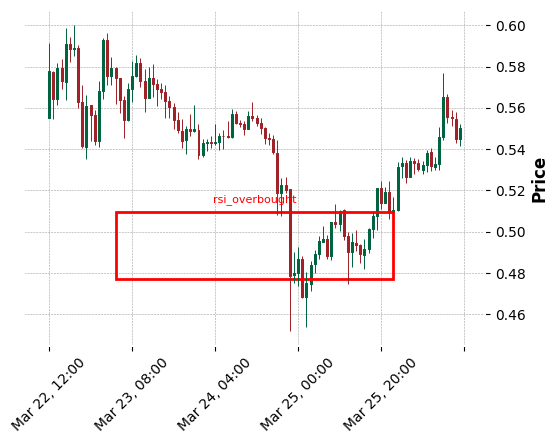 0.60
0.58
0.56
0.54
0.52
0.50
0.48
0.46
Price
rsi_overbought
Mar 22, 12:00
Mar 23, 08:00
Mar 24, 04:00
Mar 25, 00:00
Mar 25, 20:00